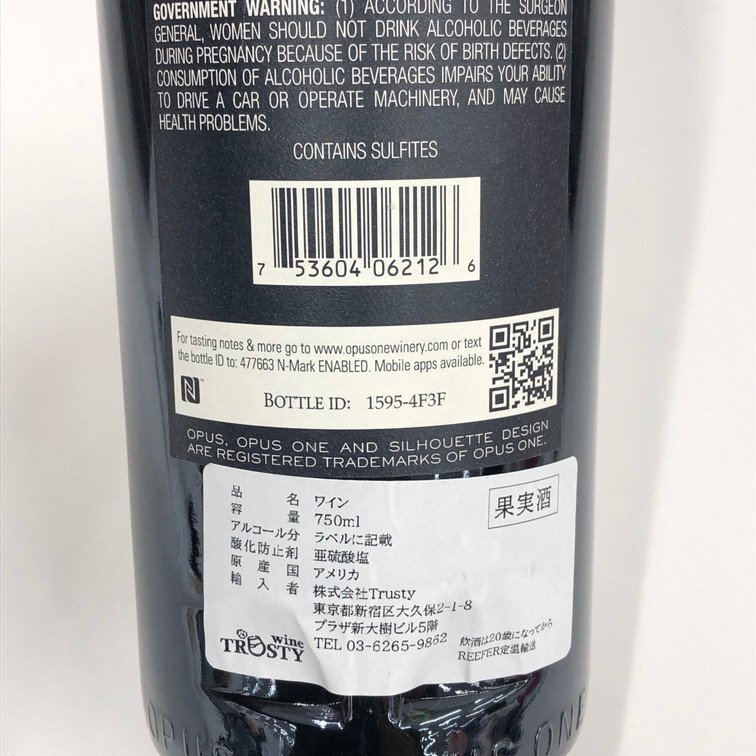 GOVERNMENT WARNING: (1) ACCORDING TO THE SURGEON
GENERAL, WOMEN SHOULD NOT DRINK ALCOHOLIC BEVERAGES
DURING PREGNANCY BECAUSE OF THE RISK OF BIRTH DEFECTS. (2)
CONSUMPTION OF ALCOHOLIC BEVERAGES IMPAIRS YOUR ABILITY
TO DRIVE A CAR OR OPERATE MACHINERY, AND MAY CAUSE
HEALTH PROBLEMS.
CONTAINS SULFITES
7 53604 06212 6
For tasting notes & more go to www.opusonewinery.com or text
the bottle ID to: 477663 N-Mark ENABLED. Mobile apps available.
BOTTLE ID: 1595-4F3F
OPUS, OPUS ONE AND SILHOUETTE DESIGN
ARE REGISTERED TRADEMARKS OF OPUS ONE.
果実酒
品名 ワイン
容量 750ml
アルコール分 ラベルに記載
酸化防止剤 亜硫酸塩
原産国 アメリカ
輸入者 株式会社Trusty
東京都新宿区大久保2-1-8
プラザ新大樹ビル5階
TEL 03-6265-9862
wine
TRUSTY
飲酒は20歳になってから
REEFER定温輸送
OPUS ONE